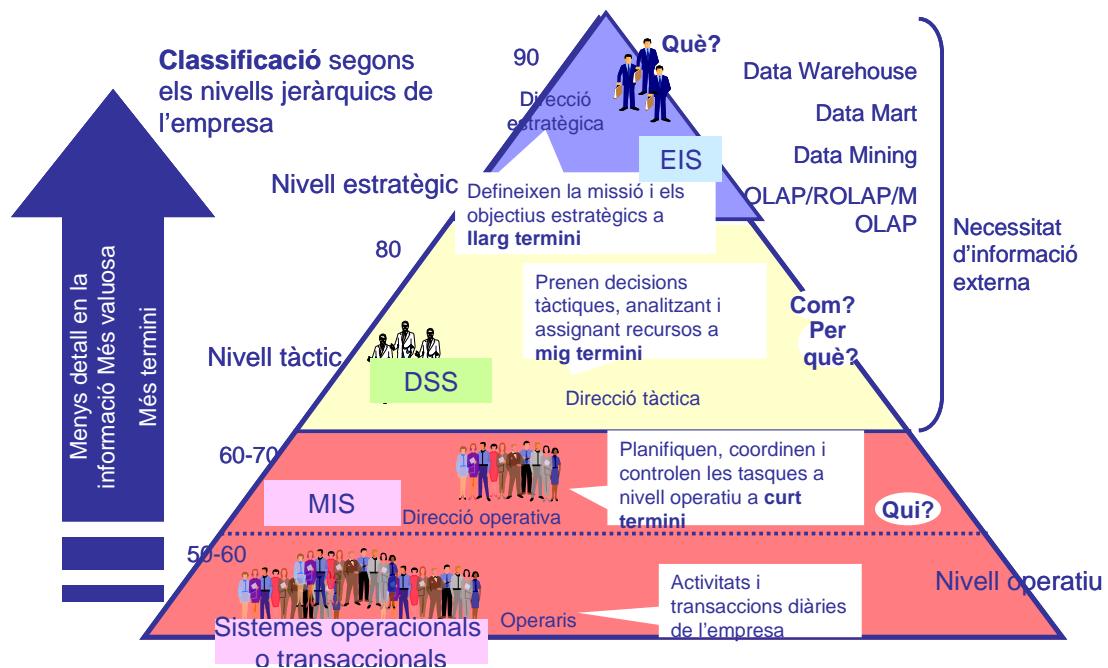 Classificació segons
els nivells jeràrquics de
l'empresa
90
Què?
Direcció
estratègica
EIS
Data Warehouse
Data Mart
Data Mining
OLAP/ROLAP/M
OLAP
Nivell estratègic
Defineixen la missió i els
objectius estratègics a
llarg termini
Necessitat
d'informació
externa
80
Prenen decisions
tàctiques, analitzant i
assignant recursos a
mig termini
Com?
Per
què?
Nivell tàctic
DSS
Direcció tàctica
Menys detall en la
informació Més valuosa
Més termini
60-70
Planifiquen, coordinen i
controlen les tasques a
nivell operatiu a curt
termini
MIS
Direcció operativa
Qui?
50-60
Nivell operatiu
Activitats i
transaccions diàries
de l'empresa
Operaris
Sistemes operacionals
o transaccionals